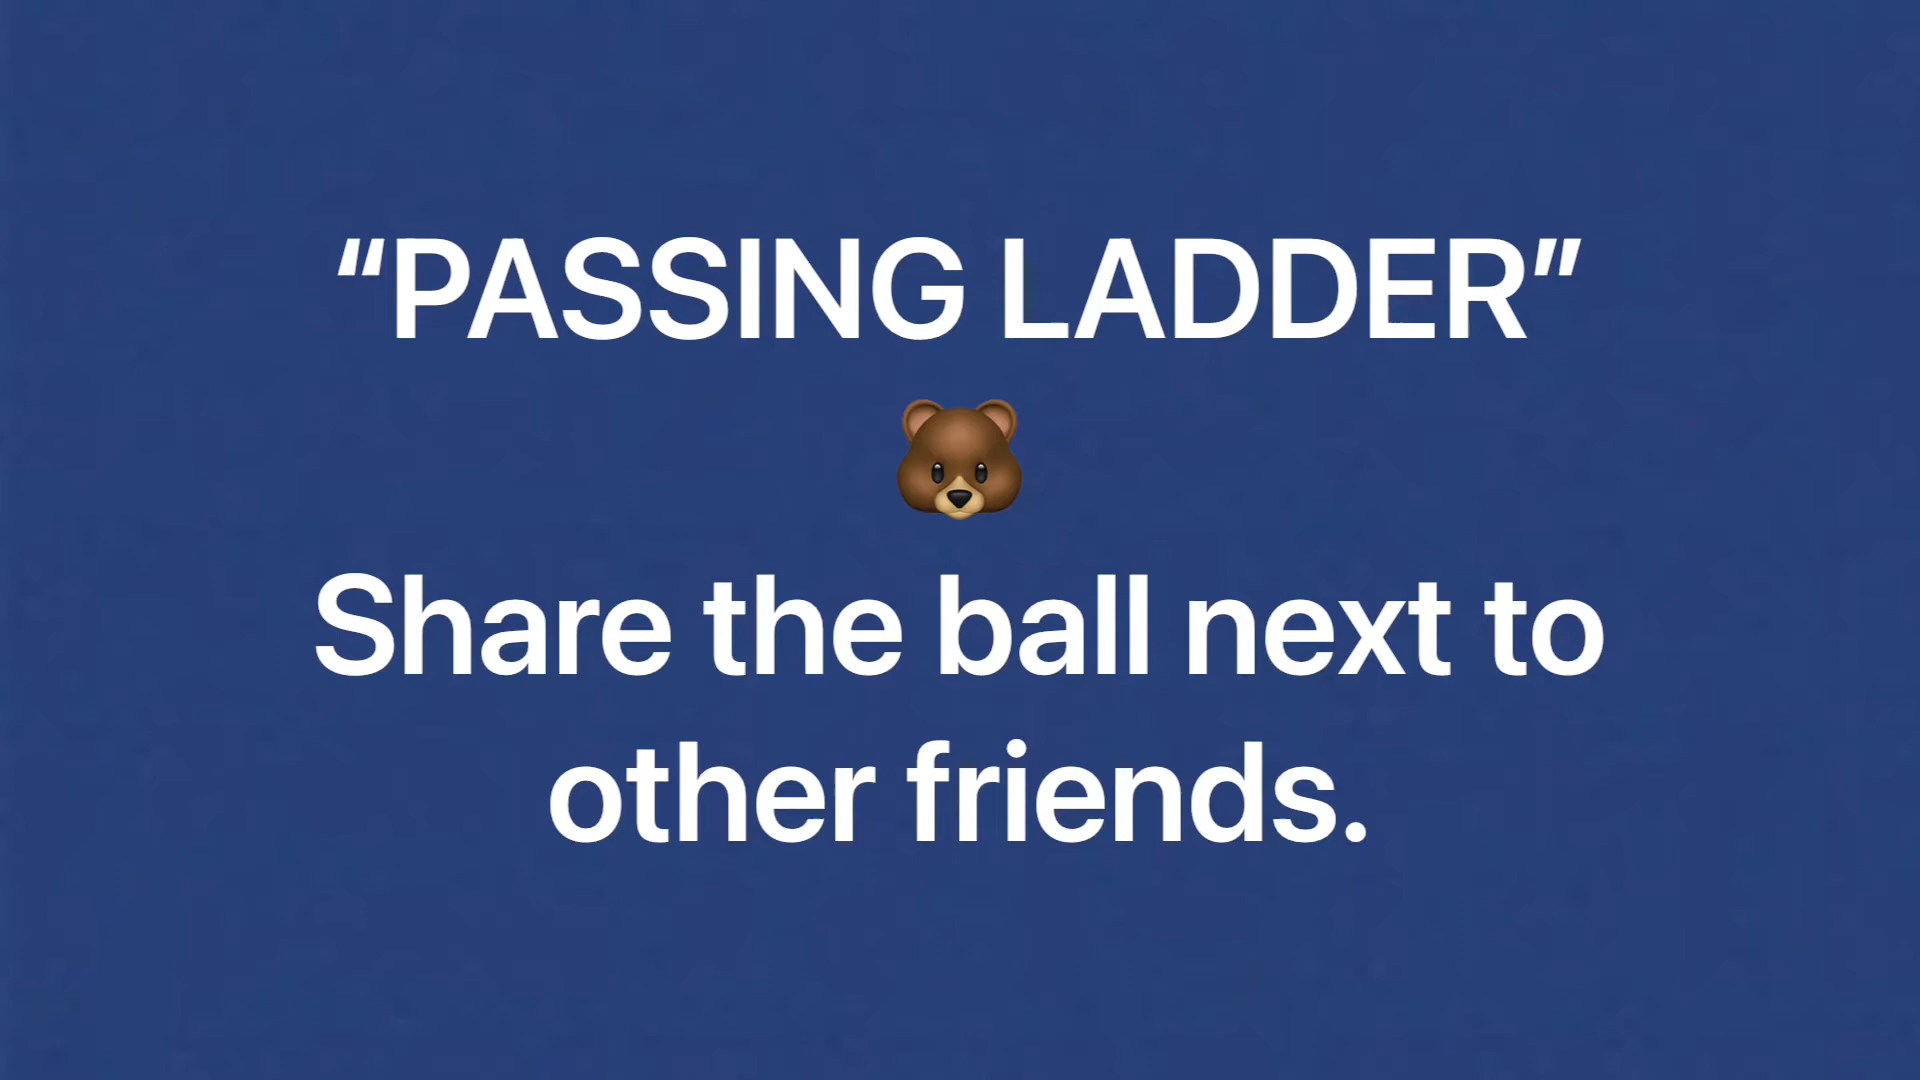 “PASSING LADDER”
🐻
Share the ball next to
other friends.